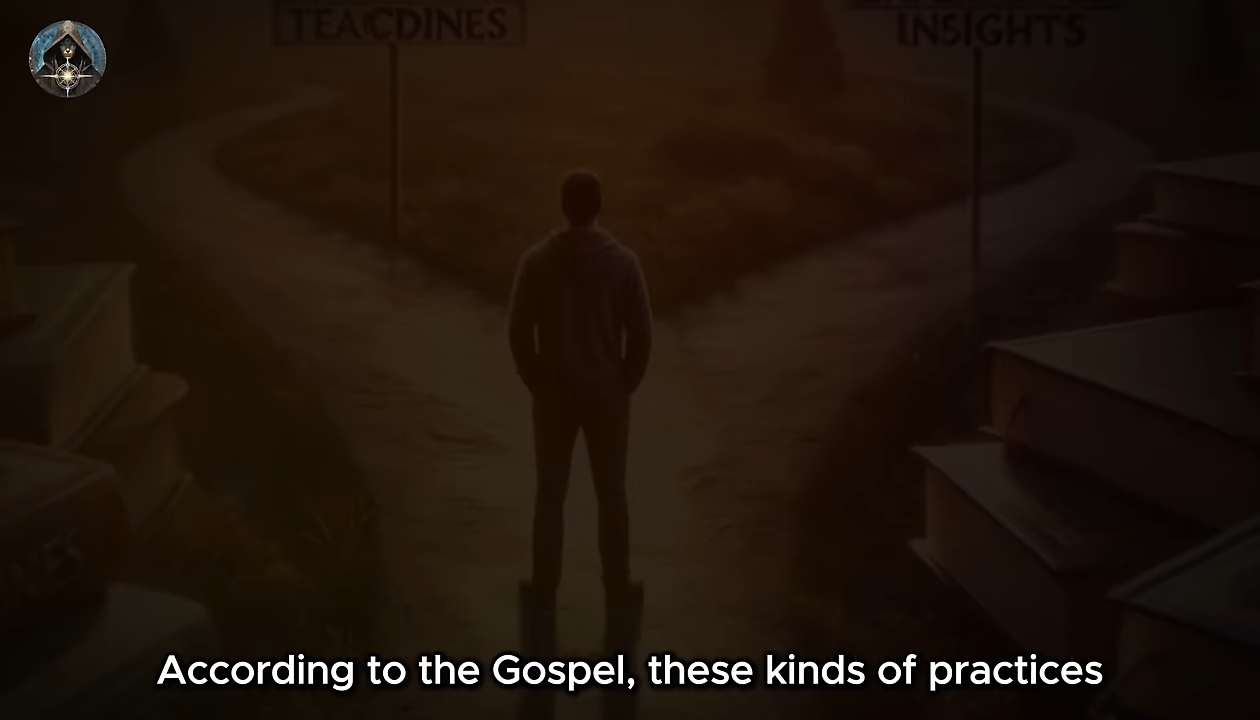 TEACDINES
INSIGHTS
According to the Gospel, these kinds of practices